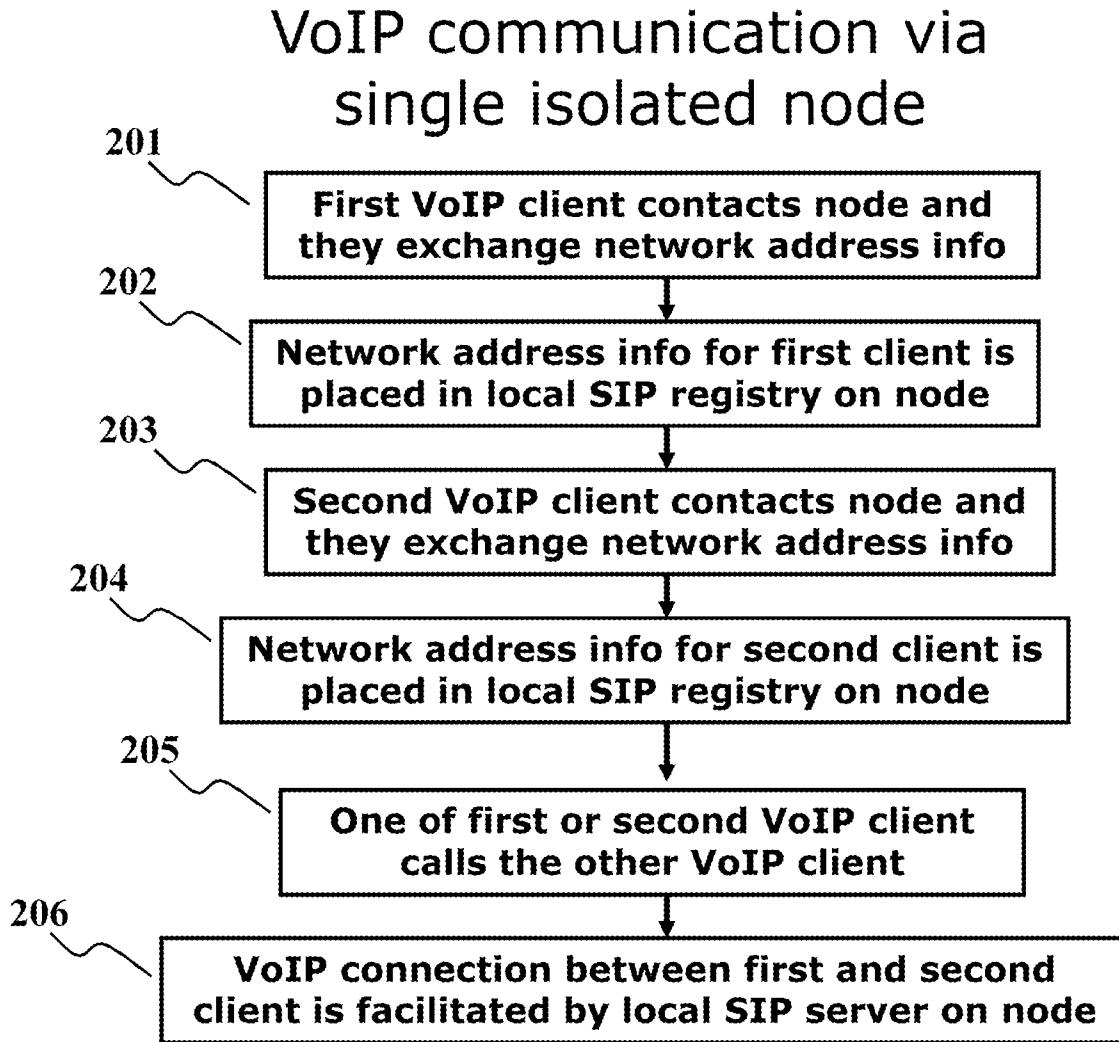 VoIP communication via
single isolated node
201
First VoIP client contacts node and
they exchange network address info
202
Network address info for first client is
placed in local SIP registry on node
203
Second VoIP client contacts node and
they exchange network address info
204
Network address info for second client is
placed in local SIP registry on node
205
One of first or second VoIP client
calls the other VoIP client
206
VoIP connection between first and second
client is facilitated by local SIP server on node